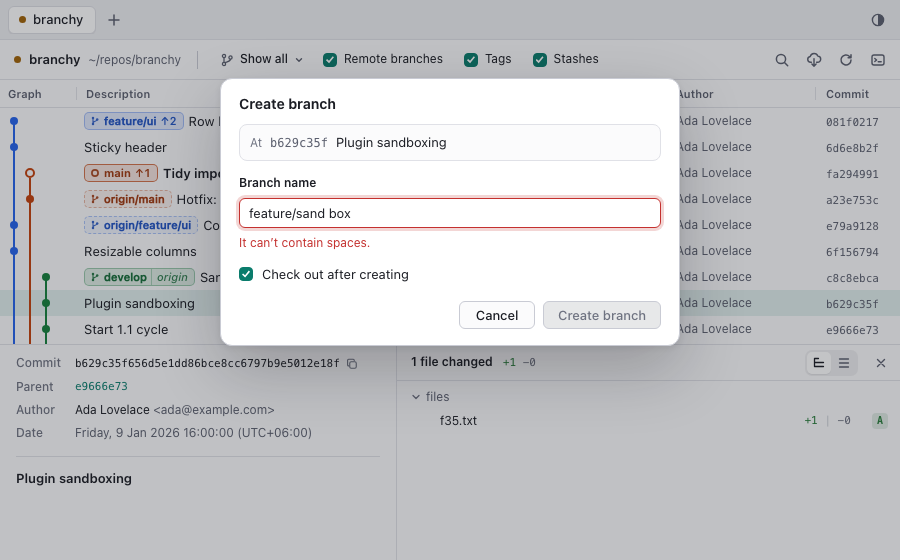 branchy
branchy ~/repos/branchy Show all Remote branches Tags Stashes
Graph Description Author Commit
feature/ui ↑2 Row Ada Lovelace 081f0217
Sticky header Ada Lovelace 6d6e8b2f
main ↑1 Tidy Ada Lovelace fa294991
origin/main Hotfix: Ada Lovelace a23e753c
origin/feature/ui Ada Lovelace e79a9128
Resizable columns Ada Lovelace 6f156794
develop origin Ada Lovelace c8c8ebca
Plugin sandboxing Ada Lovelace b629c35f
Start 1.1 cycle Ada Lovelace e9666e73
Create branch
At b629c35f Plugin sandboxing
Branch name
feature/sand box
It can’t contain spaces.
Check out after creating
Cancel Create branch
Commit b629c35f656d5e1dd86bce8cc6797b9e5012e18f
Parent e9666e73
Author Ada Lovelace <ada@example.com>
Date Friday, 9 Jan 2026 16:00:00 (UTC+06:00)
Plugin sandboxing
1 file changed +1 −0
files
f35.txt +1 −0 A